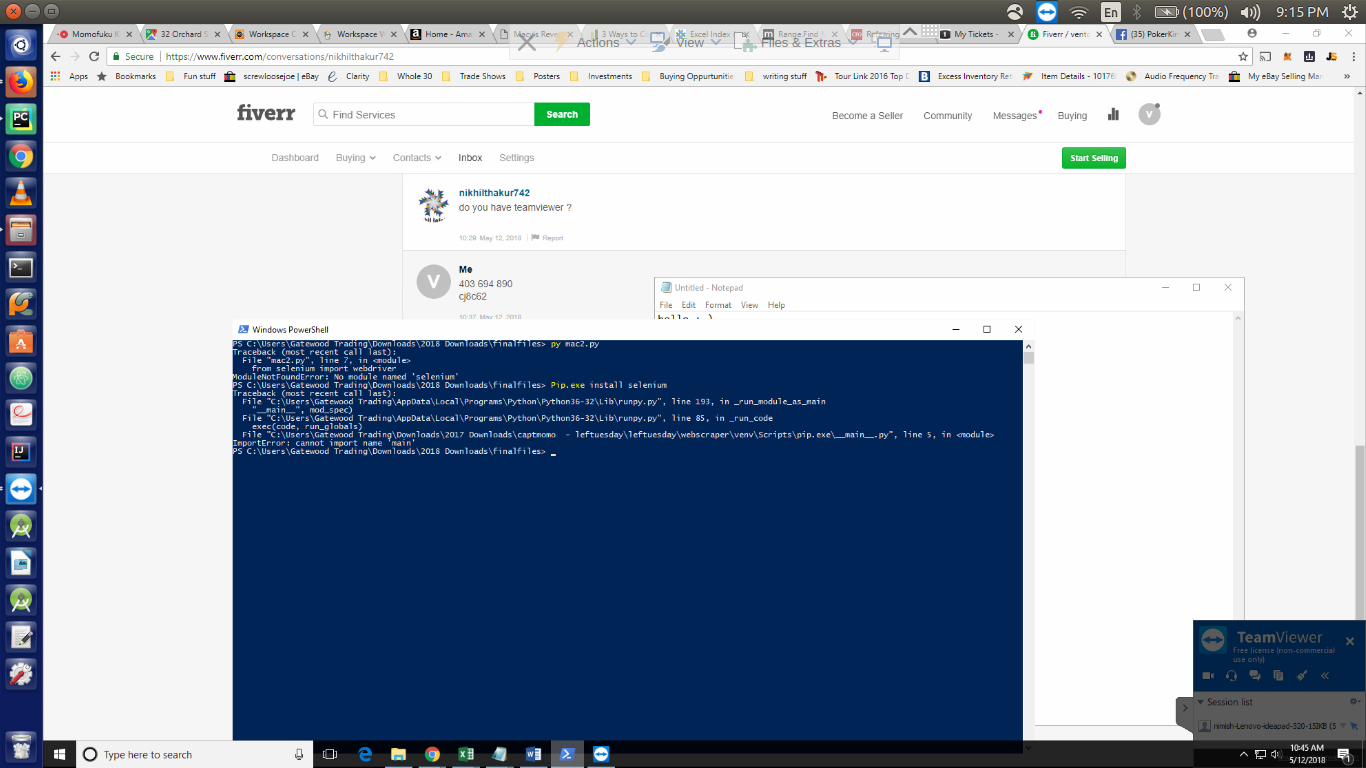 En
(100%)
9:15 PM
Momofuku K
32 Orchard S
Workspace C
Workspace V
Home - Ama
Macys Reven
3 Ways to C
Excel Index
Range Find
My Tickets -
Fiverr / vento
(35) PokerKin
Actions
View
Files & Extras
Secure
https://www.fiverr.com/conversations/nikhilthakur742
Apps
Bookmarks
Fun stuff
screwloosejoe | eBay
Clarity
Whole 30
Trade Shows
Posters
Investments
Buying Oppurtunitie
writing stuff
Tour Link 2016 Top D
Excess Inventory Ret
Item Details - 10176
Audio Frequency Tra
My eBay Selling Man
fiverr
Find Services
Search
Become a Seller
Community
Messages
Buying
V
Dashboard
Buying
Contacts
Inbox
Settings
Start Selling
nikhilthakur742
do you have teamviewer ?
10:29 May 12, 2018
Report
V
Me
403 694 890
cj8c62
10:37 May 12, 2018
Untitled - Notepad
File Edit Format View Help
Windows PowerShell
PS C:\Users\Gatewood Trading\Downloads\2018 Downloads\finalfiles> py mac2.py
Traceback (most recent call last):
File "mac2.py", line 7, in <module>
from selenium import webdriver
ModuleNotFoundError: No module named 'selenium'
PS C:\Users\Gatewood Trading\Downloads\2018 Downloads\finalfiles> Pip.exe install selenium
Traceback (most recent call last):
File "C:\Users\Gatewood Trading\AppData\Local\Programs\Python\Python36-32\Lib\runpy.py", line 193, in _run_module_as_main
"__main__", mod_spec)
File "C:\Users\Gatewood Trading\AppData\Local\Programs\Python\Python36-32\Lib\runpy.py", line 85, in _run_code
exec(code, run_globals)
File "C:\Users\Gatewood Trading\Downloads\2017 Downloads\captmomo - leftuesday\leftuesday\webscraper\venv\Scripts\pip.exe\__main__.py", line 5, in <module>
ImportError: cannot import name 'main'
PS C:\Users\Gatewood Trading\Downloads\2018 Downloads\finalfiles> _
TeamViewer
Free license (non-commercial
use only)
Session list
nimish-Lenovo-ideapad-320-15IKB (5
Type here to search
10:45 AM
5/12/2018